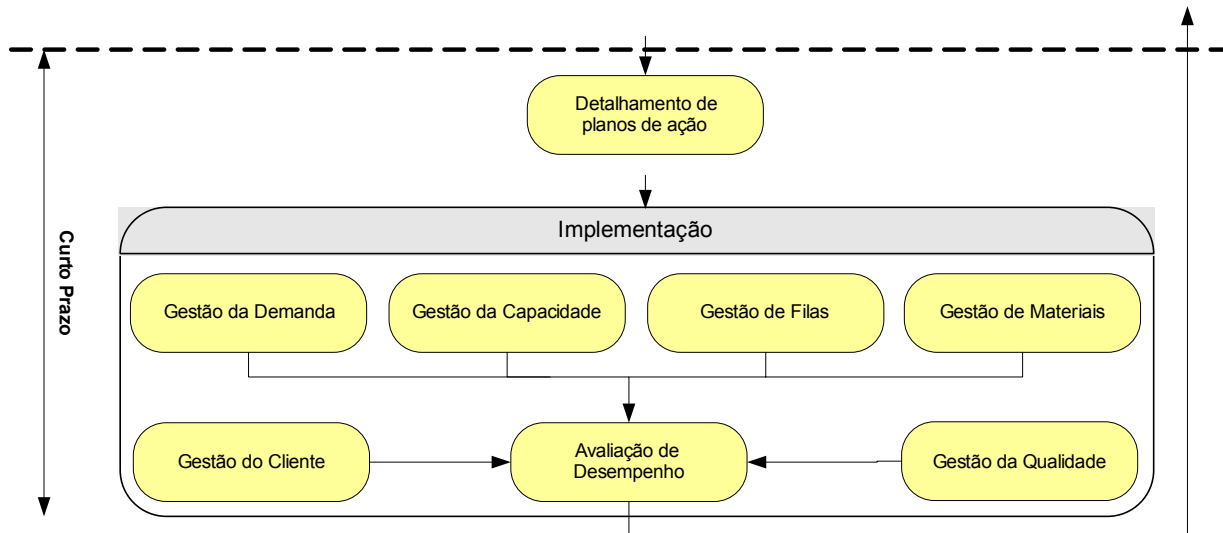 Detalhamento de
planos de ação
Curto Prazo
Implementação
Gestão da Demanda
Gestão da Capacidade
Gestão de Filas
Gestão de Materiais
Gestão do Cliente
Avaliação de
Desempenho
Gestão da Qualidade